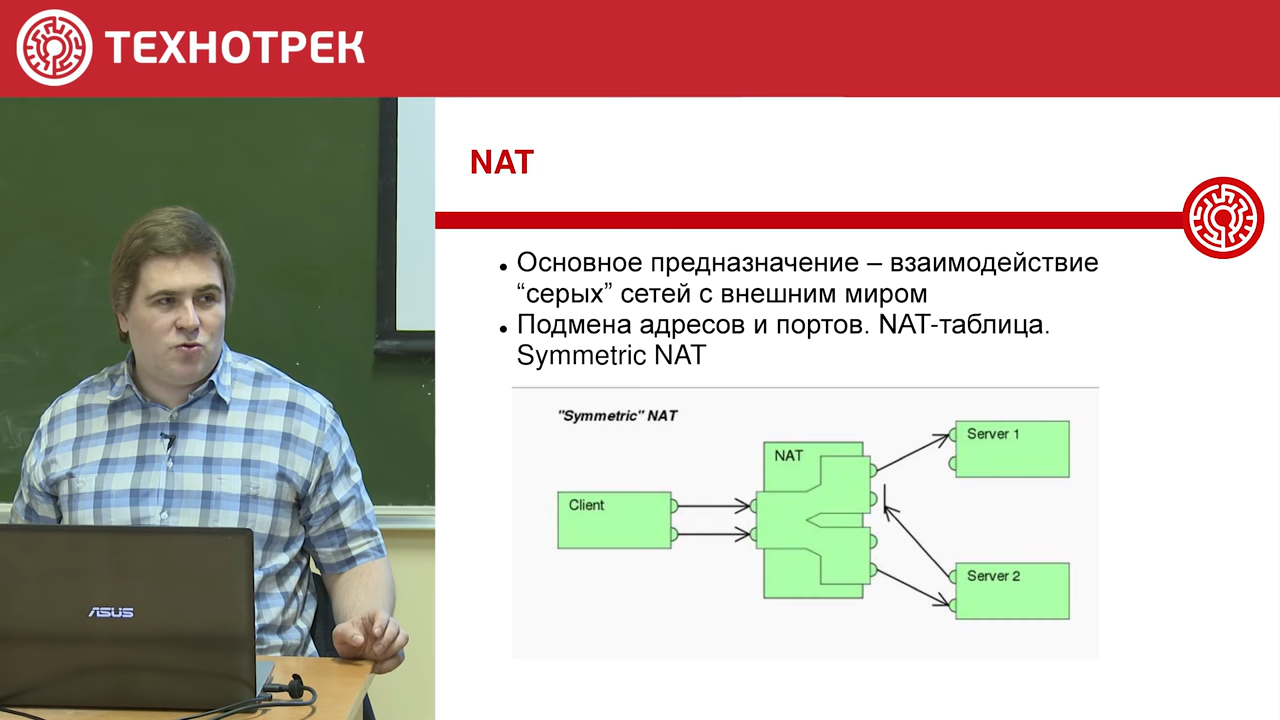 ТЕХНОТРЕК
NAT
Основное предназначение – взаимодействие
“серых” сетей с внешним миром
Подмена адресов и портов. NAT-таблица.
Symmetric NAT
"Symmetric" NAT
NAT
Server 1
Client
Server 2
ASUS